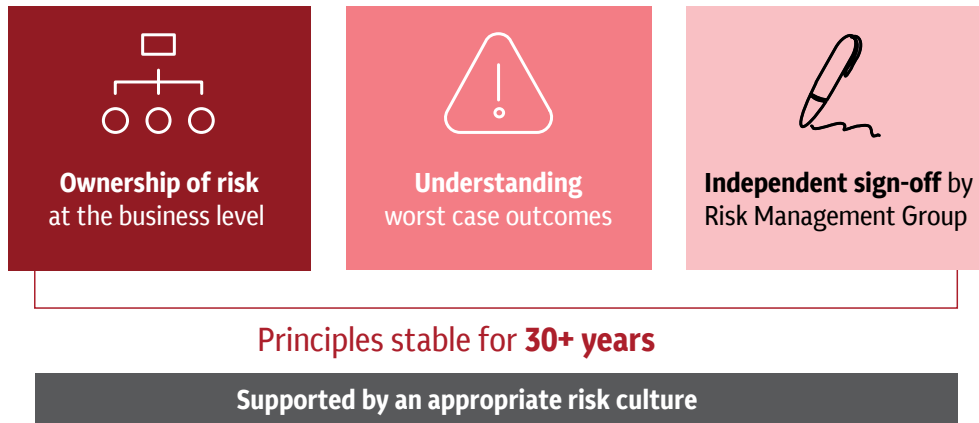 Ownership of risk
at the business level
Understanding
worst case outcomes
Independent sign-off by
Risk Management Group
Principles stable for 30+ years
Supported by an appropriate risk culture